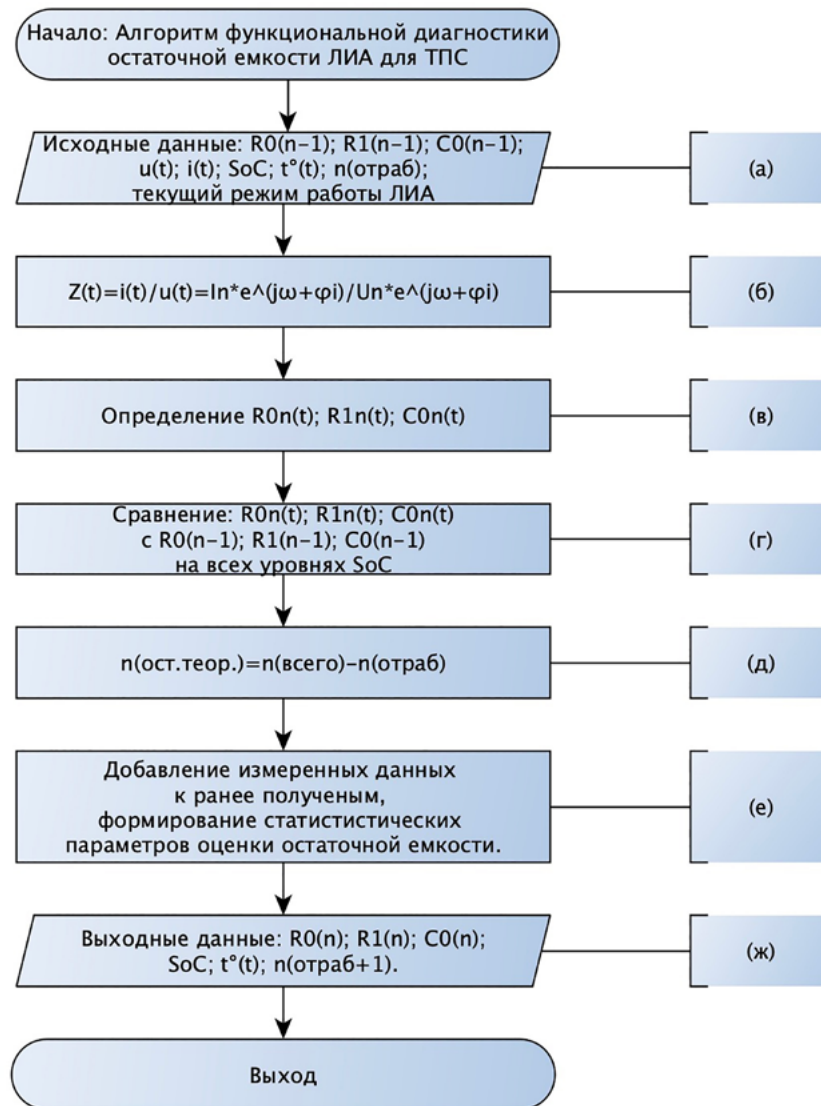 Начало: Алгоритм функциональной диагностики
остаточной емкости ЛИА для ТПС
Исходные данные: R0(n-1); R1(n-1); C0(n-1);
u(t); i(t); SoC; t°(t); n(отраб);
текущий режим работы ЛИА
(а)
Z(t)=i(t)/u(t)=In*e^(jω+φi)/Un*e^(jω+φi)
(б)
Определение R0n(t); R1n(t); C0n(t)
(в)
Сравнение: R0n(t); R1n(t); C0n(t)
с R0(n-1); R1(n-1); C0(n-1)
на всех уровнях SoC
(г)
n(ост.теор.)=n(всего)-n(отраб)
(д)
Добавление измеренных данных
к ранее полученым,
формирование статистистических
параметров оценки остаточной емкости.
(е)
Выходные данные: R0(n); R1(n); C0(n);
SoC; t°(t); n(отраб+1).
(ж)
Выход